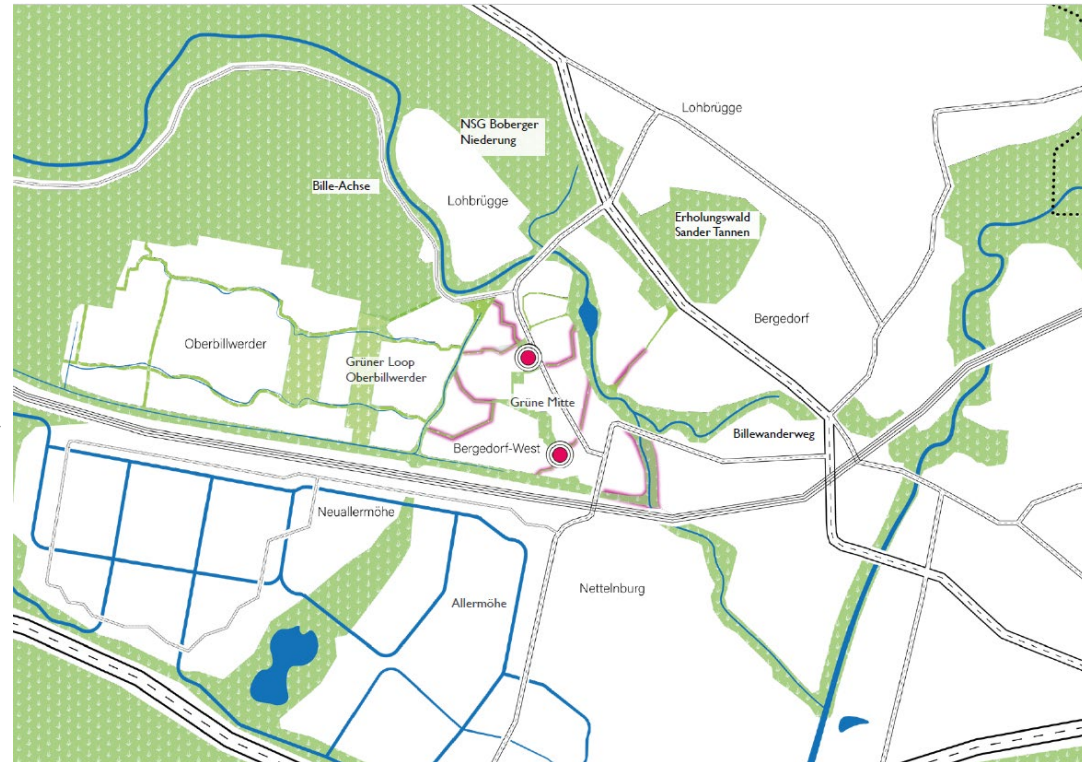 Lohbrügge
NSG Boberger
Niederung
Bille-Achse
Lohbrügge
Erholungswald
Sander Tannen
Bergedorf
Oberbillwerder
Grüner Loop
Oberbillwerder
Grüne Mitte
Billewanderweg
Bergedorf-West
Neuallermöhe
Nettelnburg
Allermöhe